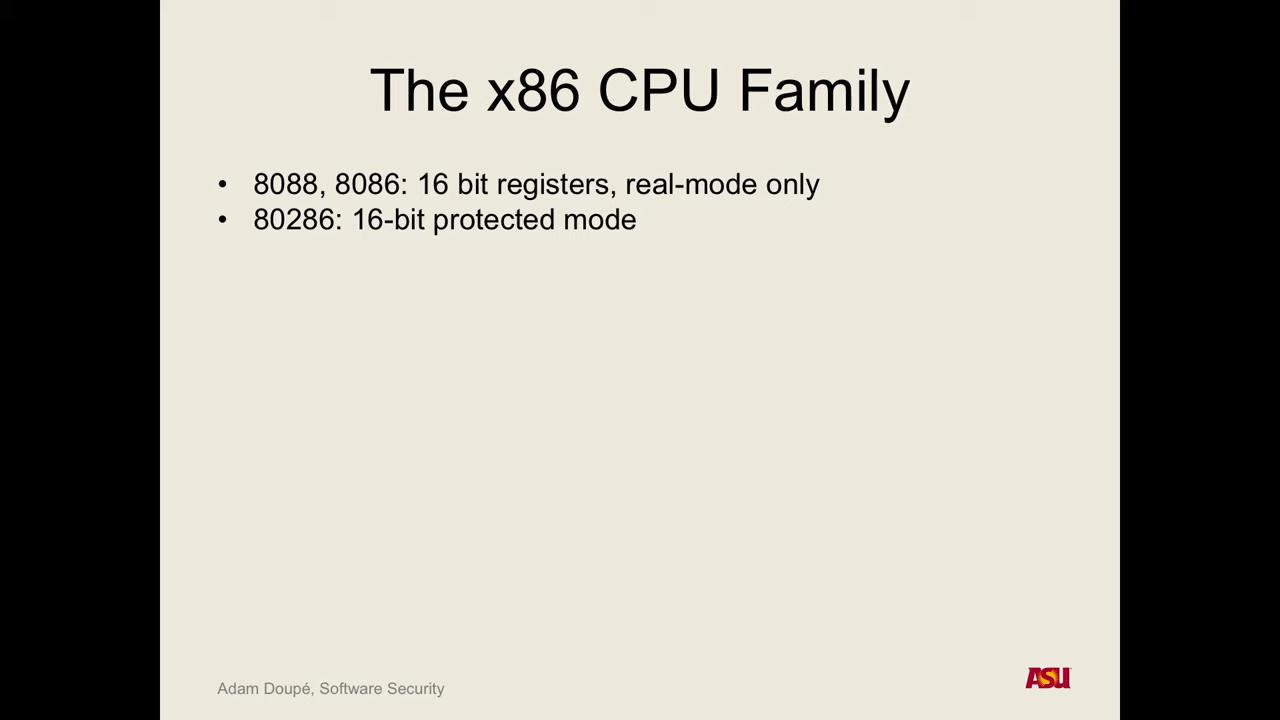 The x86 CPU Family
• 8088, 8086: 16 bit registers, real-mode only
• 80286: 16-bit protected mode
Adam Doupé, Software Security
ASU